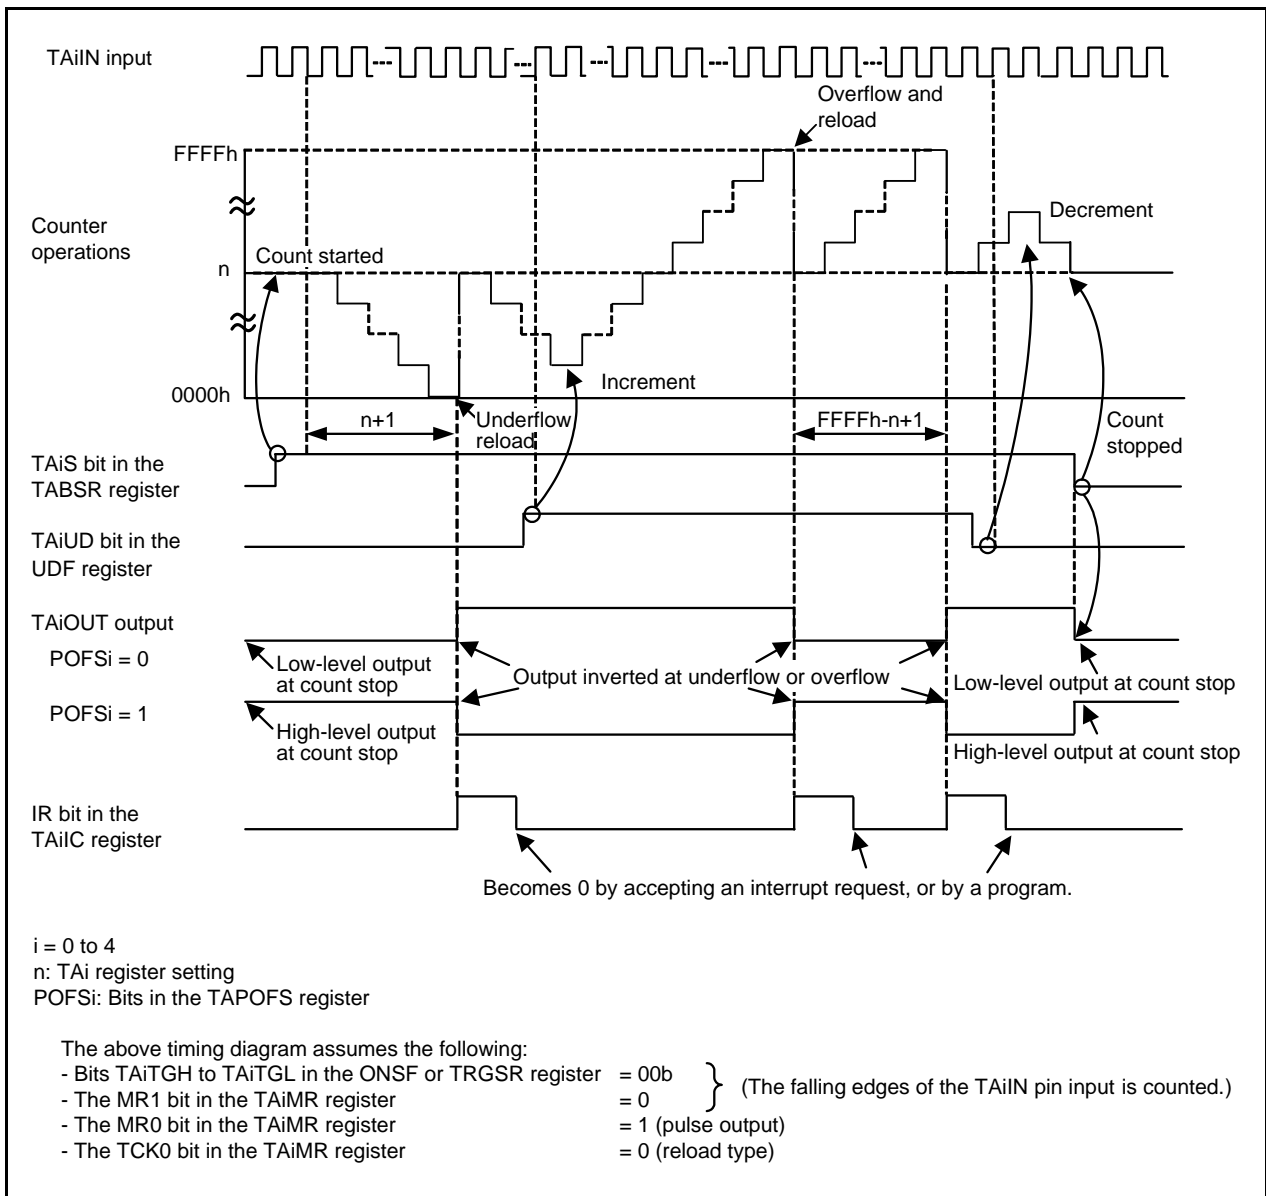 TAiIN input
Overflow and
reload
FFFFh
Counter
operations
Decrement
Count started
n
Increment
0000h
n+1
Underflow
reload
FFFFh-n+1
Count
stopped
TAiS bit in the
TABSR register
TAiUD bit in the
UDF register
TAiOUT output
POFSi = 0
Low-level output
at count stop
Output inverted at underflow or overflow
Low-level output at count stop
POFSi = 1
High-level output
at count stop
High-level output at count stop
IR bit in the
TAiIC register
Becomes 0 by accepting an interrupt request, or by a program.
i = 0 to 4
n: TAi register setting
POFSi: Bits in the TAPOFS register
The above timing diagram assumes the following:
- Bits TAiTGH to TAiTGL in the ONSF or TRGSR register = 00b
- The MR1 bit in the TAiMR register = 0
(The falling edges of the TAiIN pin input is counted.)
- The MR0 bit in the TAiMR register = 1 (pulse output)
- The TCK0 bit in the TAiMR register = 0 (reload type)